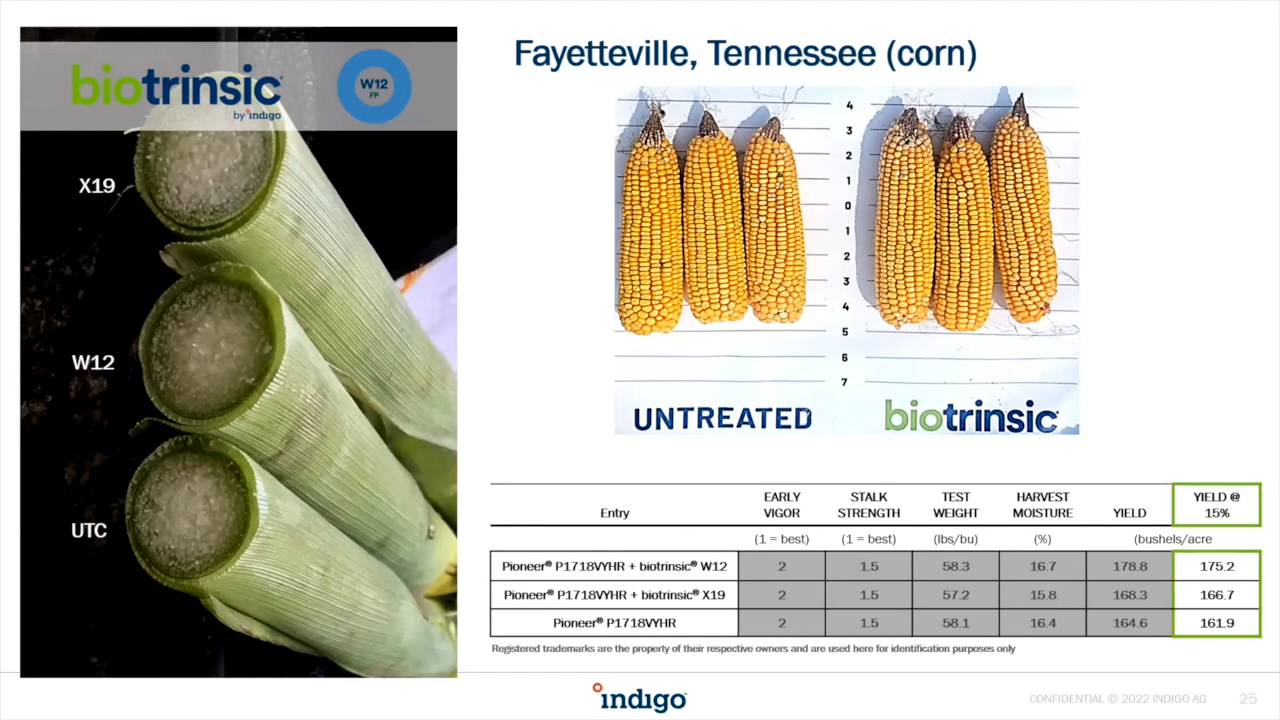 Fayetteville, Tennessee (corn)
biotrinsic®
by indigo
W12
FP
X19
W12
UTC
4
3
2
1
0
1
2
3
4
5
6
7
UNTREATED
biotrinsic®
Entry EARLY VIGOR STALK STRENGTH TEST WEIGHT HARVEST MOISTURE YIELD YIELD @ 15%
(1 = best) (1 = best) (lbs/bu) (%) (bushels/acre
Pioneer® P1718VYHR + biotrinsic® W12 2 1.5 58.3 16.7 178.8 175.2
Pioneer® P1718VYHR + biotrinsic® X19 2 1.5 57.2 15.8 168.3 166.7
Pioneer® P1718VYHR 2 1.5 58.1 16.4 164.6 161.9
Registered trademarks are the property of their respective owners and are used here for identification purposes only
indigo
CONFIDENTIAL © 2022 INDIGO AG 25